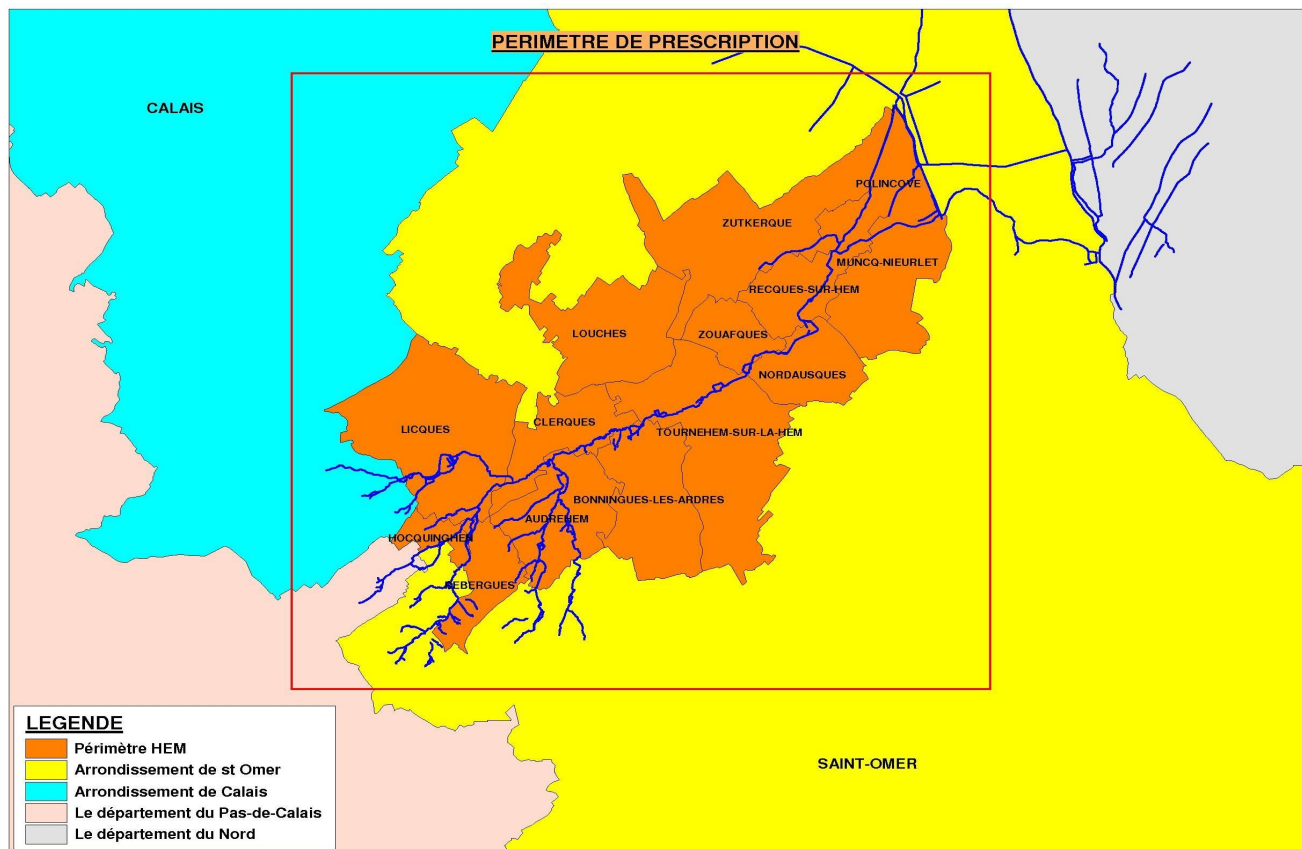 PERIMETRE DE PRESCRIPTION
CALAIS
POLINCOVE
ZUTKERQUE
MUNCQ-NIEURLET
RECQUES-SUR-HEM
LOUCHES
ZOUAFQUES
NORDAUSQUES
CLERQUES
LICQUES
TOURNEHEM-SUR-LA-HEM
BONNINGUES-LES-ARDRES
AUDREHEM
HOCQUINGHEN
REBERGUES
SAINT-OMER
LEGENDE
Périmètre HEM
Arrondissement de st Omer
Arrondissement de Calais
Le département du Pas-de-Calais
Le département du Nord